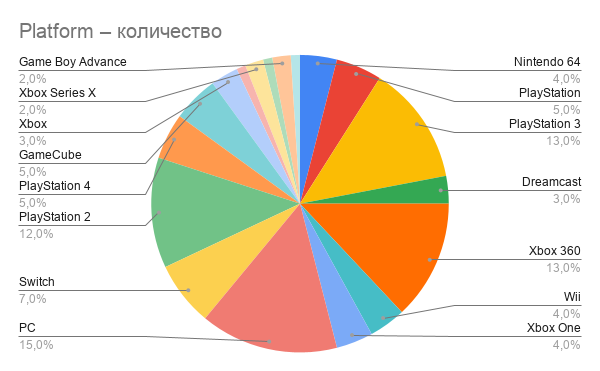 Platform – количество
Game Boy Advance
2,0%
Xbox Series X
2,0%
Xbox
3,0%
GameCube
5,0%
PlayStation 4
5,0%
PlayStation 2
12,0%
Switch
7,0%
PC
15,0%
Nintendo 64
4,0%
PlayStation
5,0%
PlayStation 3
13,0%
Dreamcast
3,0%
Xbox 360
13,0%
Wii
4,0%
Xbox One
4,0%